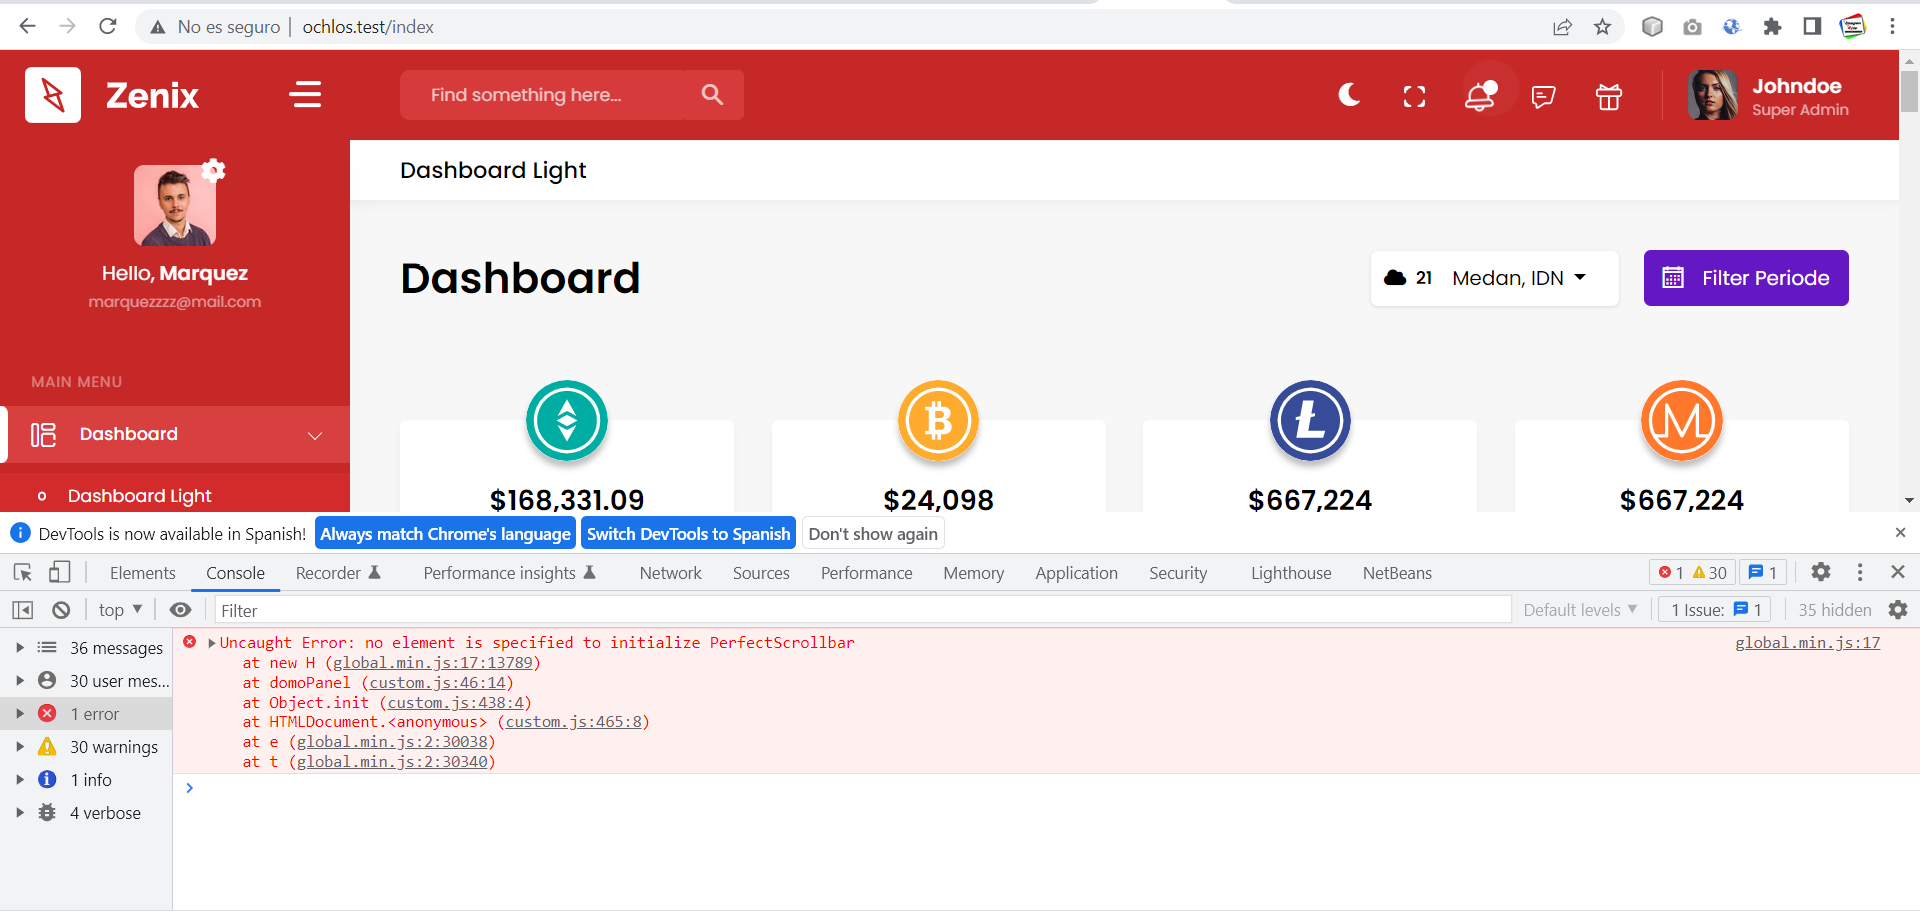 No es seguro | ochlos.test/index
Zenix
Find something here...
Johndoe
Super Admin
Dashboard Light
Hello, Marquez
marquezzzz@mail.com
Dashboard
21 Medan, IDN
Filter Periode
MAIN MENU
Dashboard
Dashboard Light
$168,331.09
$24,098
$667,224
$667,224
DevTools is now available in Spanish! Always match Chrome's language Switch DevTools to Spanish Don't show again
Elements Console Recorder Performance insights Network Sources Performance Memory Application Security Lighthouse NetBeans 1 30 1
top Filter Default levels 1 Issue: 1 35 hidden
36 messages
30 user mes...
1 error
30 warnings
1 info
4 verbose
Uncaught Error: no element is specified to initialize PerfectScrollbar global.min.js:17
at new H (global.min.js:17:13789)
at domoPanel (custom.js:46:14)
at Object.init (custom.js:438:4)
at HTMLDocument.<anonymous> (custom.js:465:8)
at e (global.min.js:2:30038)
at t (global.min.js:2:30340)